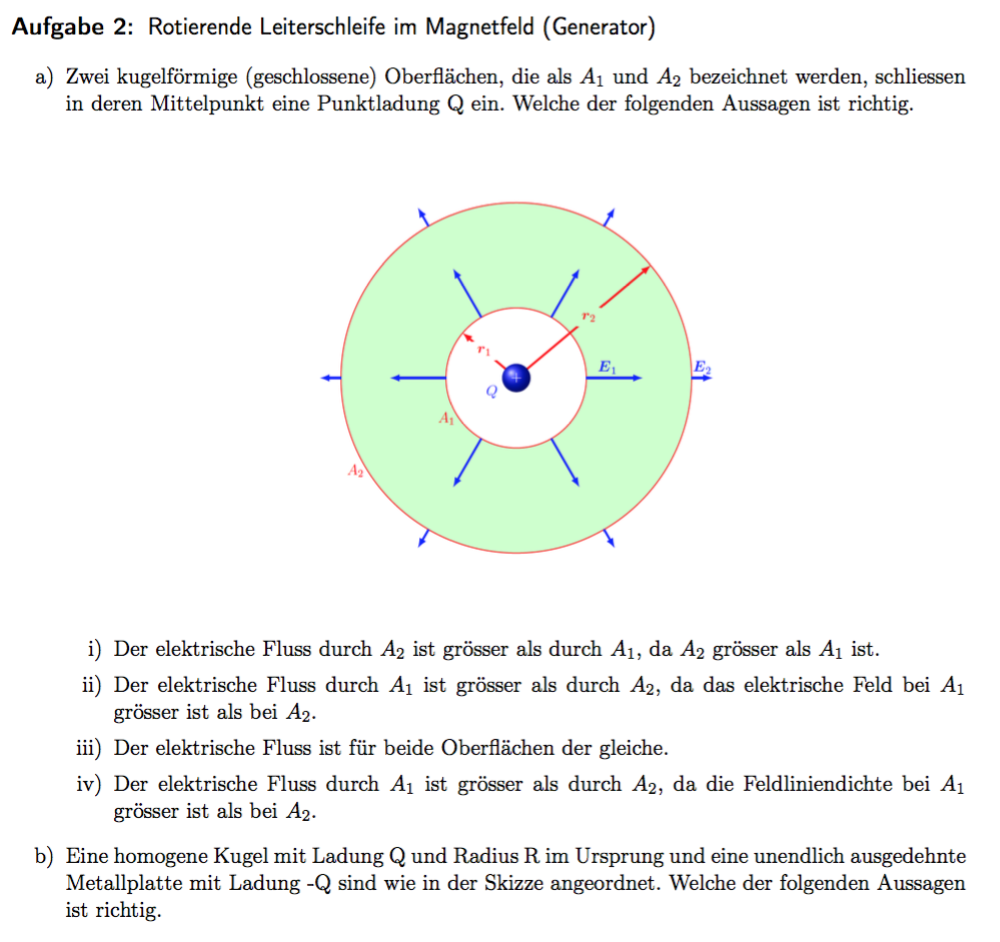 Aufgabe 2: Rotierende Leiterschleife im Magnetfeld (Generator)
a) Zwei kugelförmige (geschlossene) Oberflächen, die als A₁ und A₂ bezeichnet werden, schliessen
in deren Mittelpunkt eine Punktladung Q ein. Welche der folgenden Aussagen ist richtig.
r₂
r₁
E₁
E₂
Q
+
A₁
A₂
i) Der elektrische Fluss durch A₂ ist grösser als durch A₁, da A₂ grösser als A₁ ist.
ii) Der elektrische Fluss durch A₁ ist grösser als durch A₂, da das elektrische Feld bei A₁
grösser ist als bei A₂.
iii) Der elektrische Fluss ist für beide Oberflächen der gleiche.
iv) Der elektrische Fluss durch A₁ ist grösser als durch A₂, da die Feldliniendichte bei A₁
grösser ist als bei A₂.
b) Eine homogene Kugel mit Ladung Q und Radius R im Ursprung und eine unendlich ausgedehnte
Metallplatte mit Ladung -Q sind wie in der Skizze angeordnet. Welche der folgenden Aussagen
ist richtig.